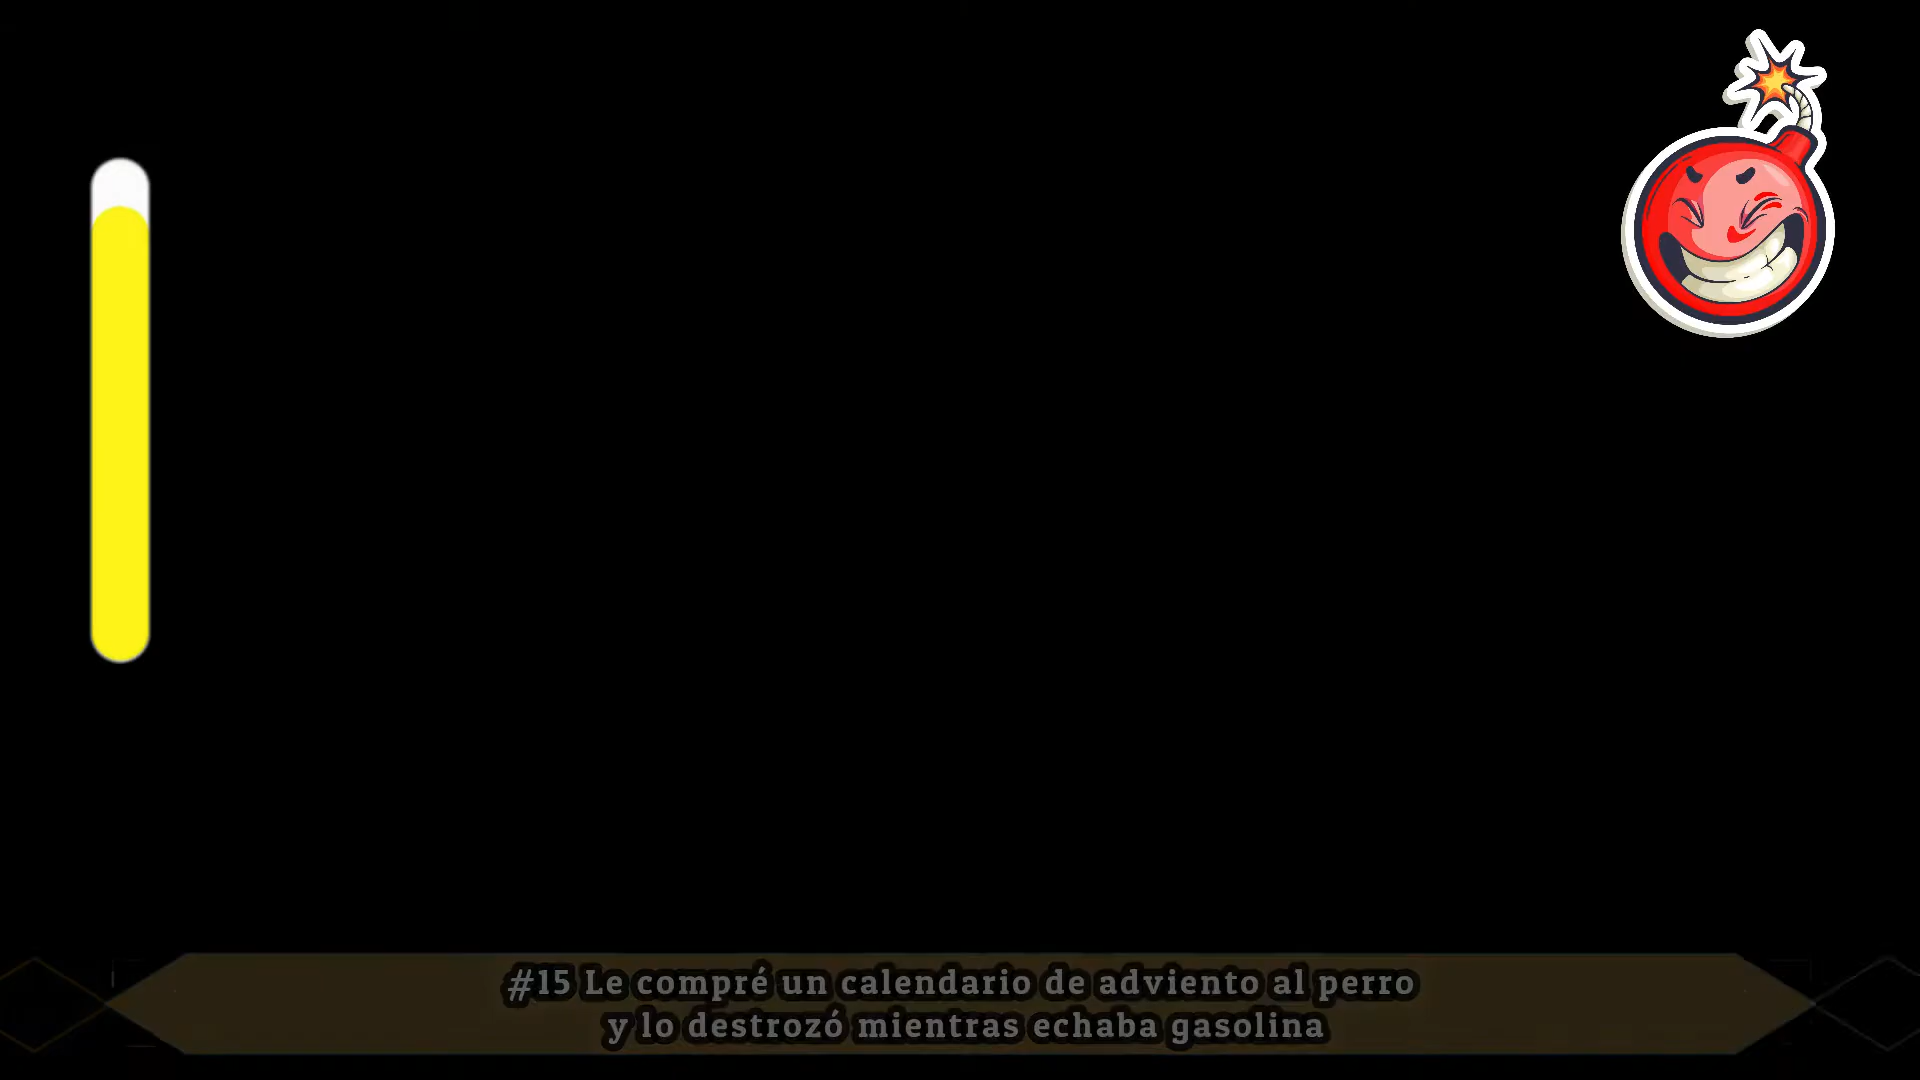 #15 Le compré un calendario de adviento al perro
y lo destrozó mientras echaba gasolina